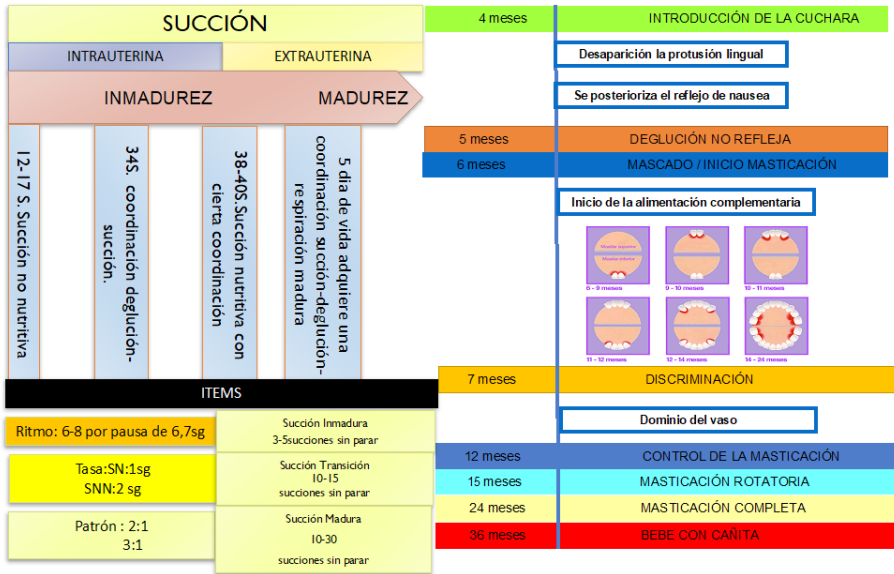 SUCCIÓN
INTRAUTERINA
EXTRAUTERINA
INMADUREZ
MADUREZ
12-17 S. Succión no nutritiva
34S. coordinación deglución-
succión.
38-40S.Succión nutritiva con
cierta coordinación
5 dia de vida adquiere una
coordinación succión-deglución-
respiración madura
ITEMS
Ritmo: 6-8 por pausa de 6,7sg
Succión Inmadura
3-5succiones sin parar
Tasa:SN:1sg
SNN:2 sg
Succión Transición
10-15
succiones sin parar
Patrón : 2:1
3:1
Succión Madura
10-30
succiones sin parar
4 meses
INTRODUCCIÓN DE LA CUCHARA
Desaparición la protusión lingual
Se posterioriza el reflejo de nausea
5 meses
DEGLUCIÓN NO REFLEJA
6 meses
MASCADO / INICIO MASTICACIÓN
Inicio de la alimentación complementaria
Maxilar superior
Maxilar inferior
6 - 9 meses
9 - 10 meses
10 - 11 meses
11 - 12 meses
12 - 14 meses
14 - 24 meses
7 meses
DISCRIMINACIÓN
Dominio del vaso
12 meses
CONTROL DE LA MASTICACIÓN
15 meses
MASTICACIÓN ROTATORIA
24 meses
MASTICACIÓN COMPLETA
36 meses
BEBE CON CAÑITA